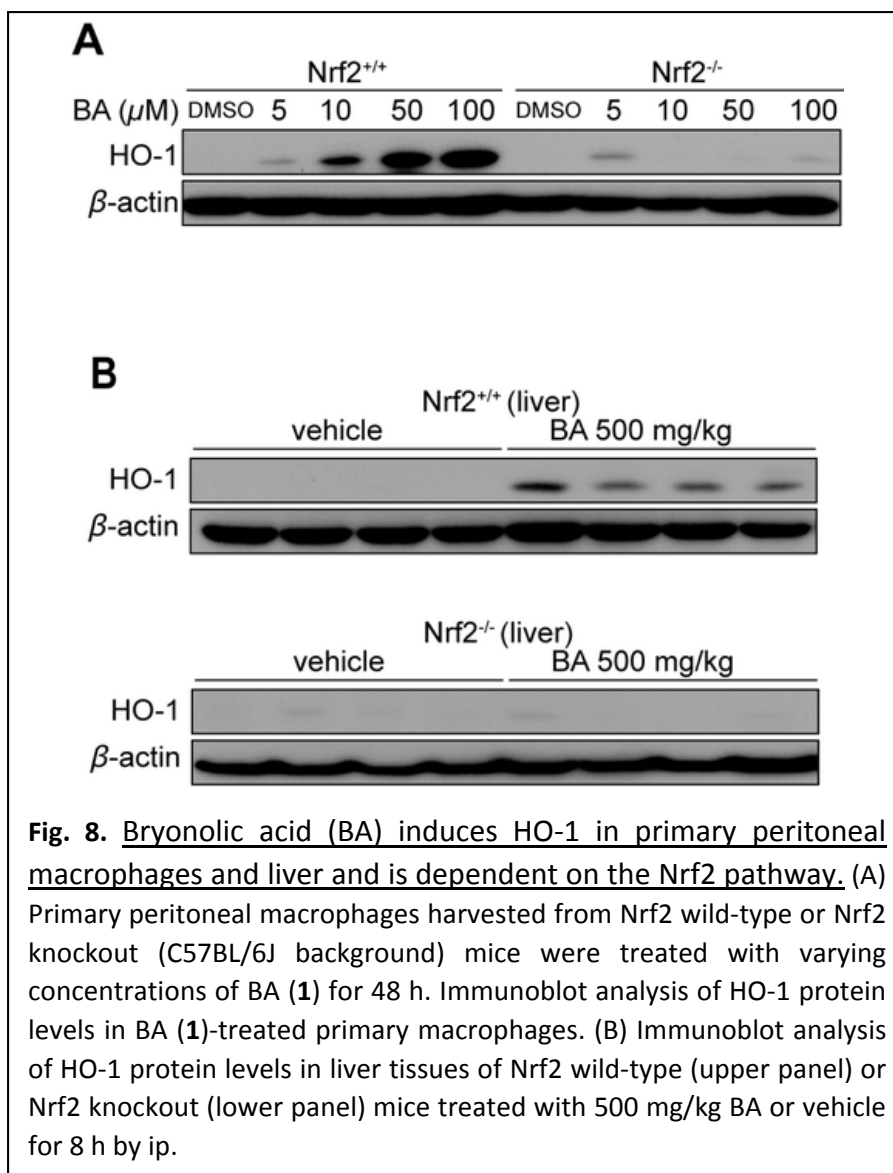 A
Nrf2+/+ Nrf2-/-
BA (μM) DMSO 5 10 50 100 DMSO 5 10 50 100
HO-1
β-actin
B
Nrf2+/+ (liver)
vehicle BA 500 mg/kg
HO-1
β-actin
Nrf2-/- (liver)
vehicle BA 500 mg/kg
HO-1
β-actin
Fig. 8. Bryonolic acid (BA) induces HO-1 in primary peritoneal
macrophages and liver and is dependent on the Nrf2 pathway. (A)
Primary peritoneal macrophages harvested from Nrf2 wild-type or Nrf2
knockout (C57BL/6J background) mice were treated with varying
concentrations of BA (1) for 48 h. Immunoblot analysis of HO-1 protein
levels in BA (1)-treated primary macrophages. (B) Immunoblot analysis
of HO-1 protein levels in liver tissues of Nrf2 wild-type (upper panel) or
Nrf2 knockout (lower panel) mice treated with 500 mg/kg BA or vehicle
for 8 h by ip.